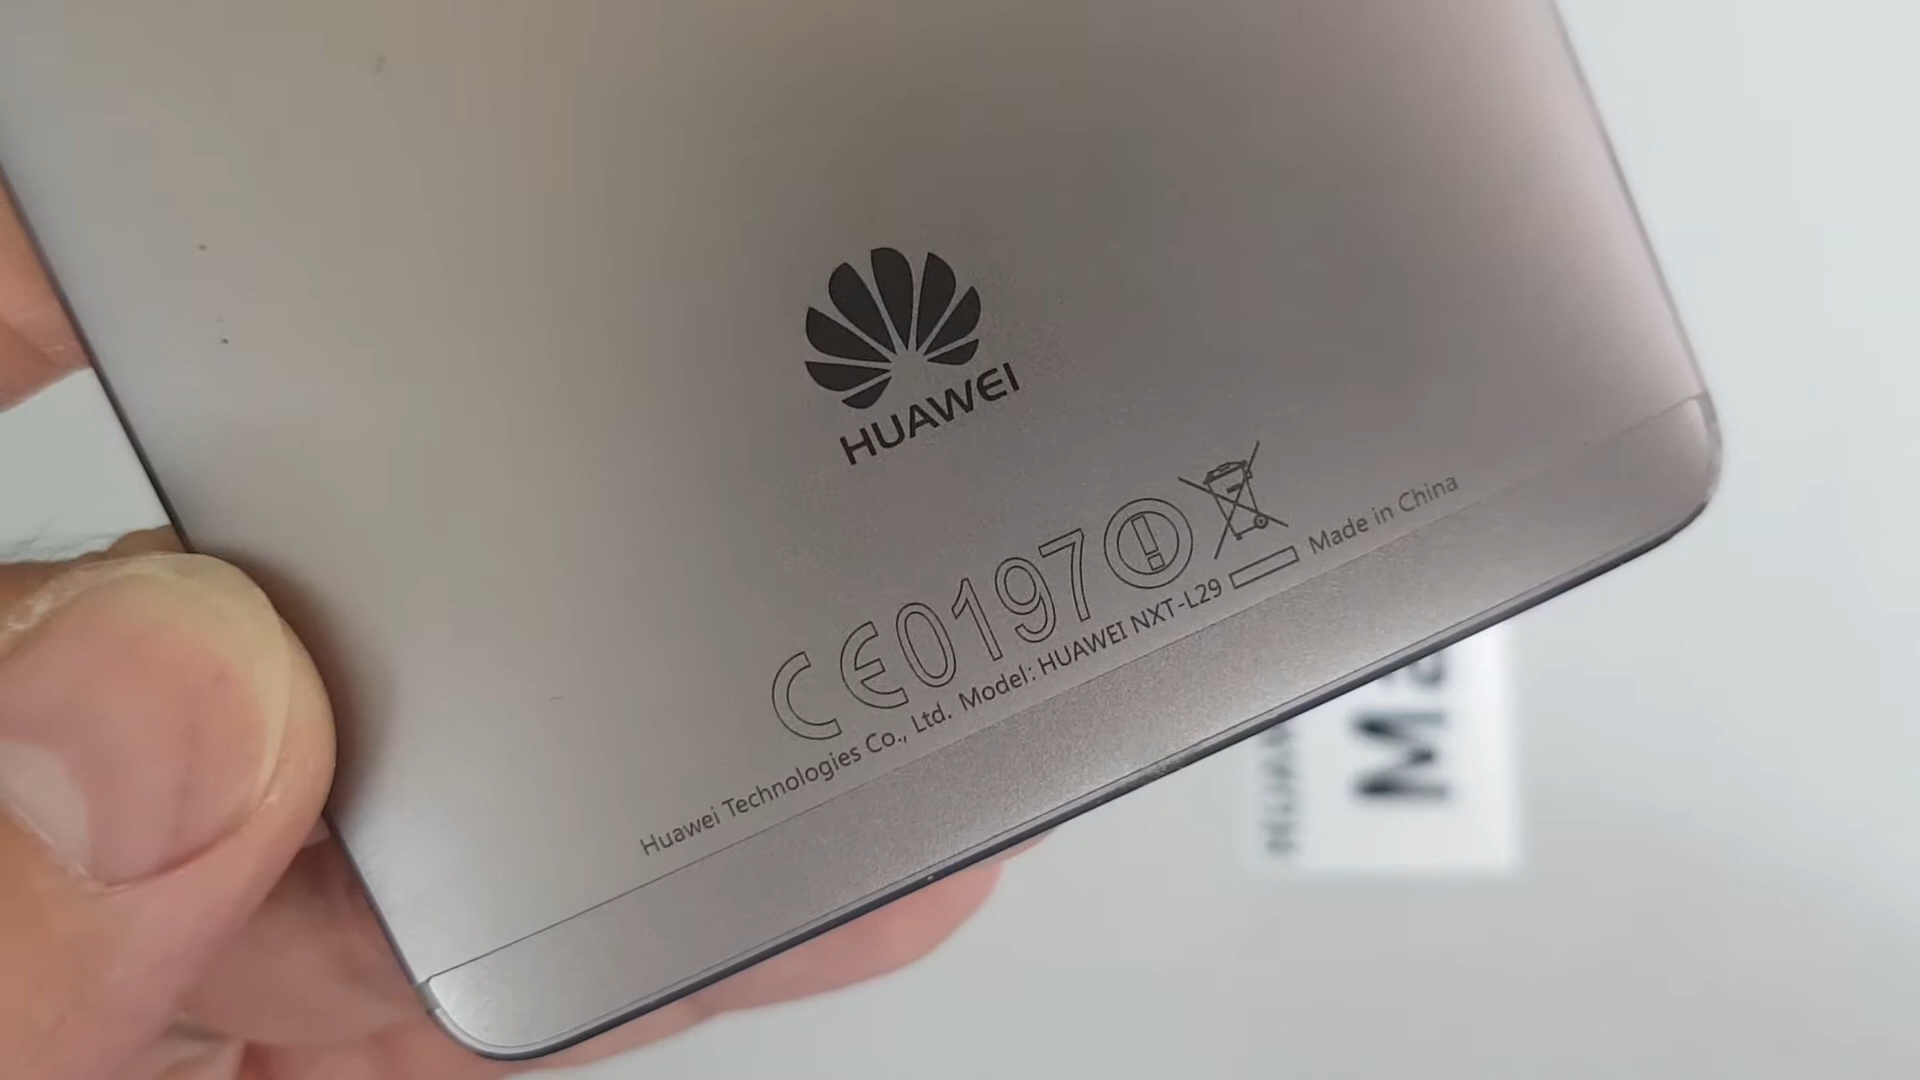 HUAWEI
CE0197
Huawei Technologies Co., Ltd. Model: HUAWEI NXT-L29 Made in China